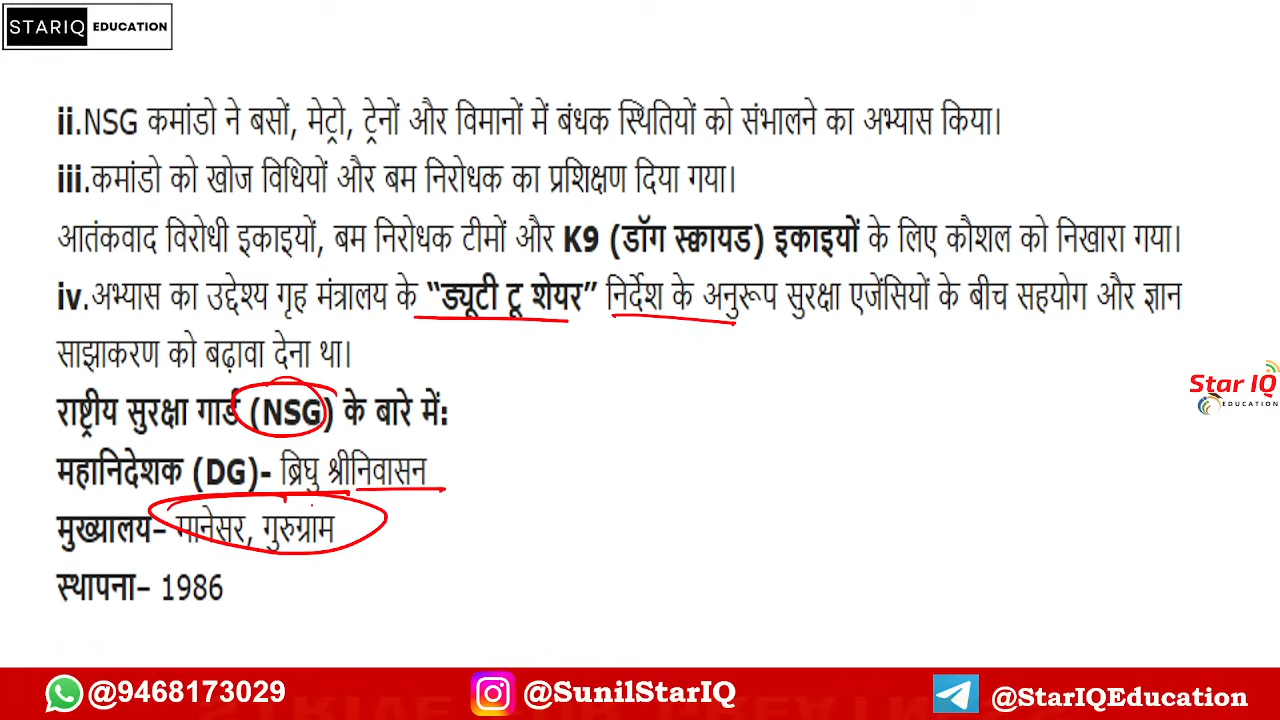 STARIQ EDUCATION
ii.NSG कमांडो ने बसों, मेट्रो, ट्रेनों और विमानों में बंधक स्थितियों को संभालने का अभ्यास किया।
iii.कमांडो को खोज विधियों और बम निरोधक का प्रशिक्षण दिया गया।
आतंकवाद विरोधी इकाइयों, बम निरोधक टीमों और K9 (डॉग स्क्वायड) इकाइयों के लिए कौशल को निखारा गया।
iv.अभ्यास का उद्देश्य गृह मंत्रालय के “ड्यूटी टू शेयर” निर्देश के अनुरूप सुरक्षा एजेंसियों के बीच सहयोग और ज्ञान
साझाकरण को बढ़ावा देना था।
Star IQ
EDUCATION
राष्ट्रीय सुरक्षा गार्ड (NSG) के बारे में:
महानिदेशक (DG)- ब्रिघु श्रीनिवासन
मुख्यालय– मानेसर, गुरुग्राम
स्थापना– 1986
@9468173029 @SunilStarIQ @StarIQEducation